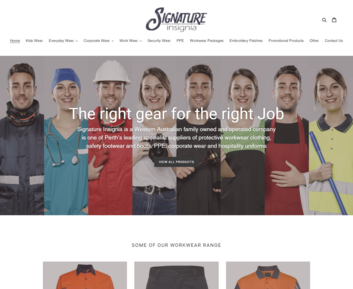 SIGNATURE
insignia
Home Kids Wear Everyday Wear Corporate Wear Work Wear Security Wear PPE Workwear Packages Embroidery Patches Promotional Products Other Contact Us
The right gear for the right Job
Signature Insignia is a Western Australian family owned and operated company
is one of Perth's leading specialist suppliers of protective workwear clothing,
safety footwear and boots, PPE, corporate wear and hospitality uniforms.
VIEW ALL PRODUCTS
SOME OF OUR WORKWEAR RANGE